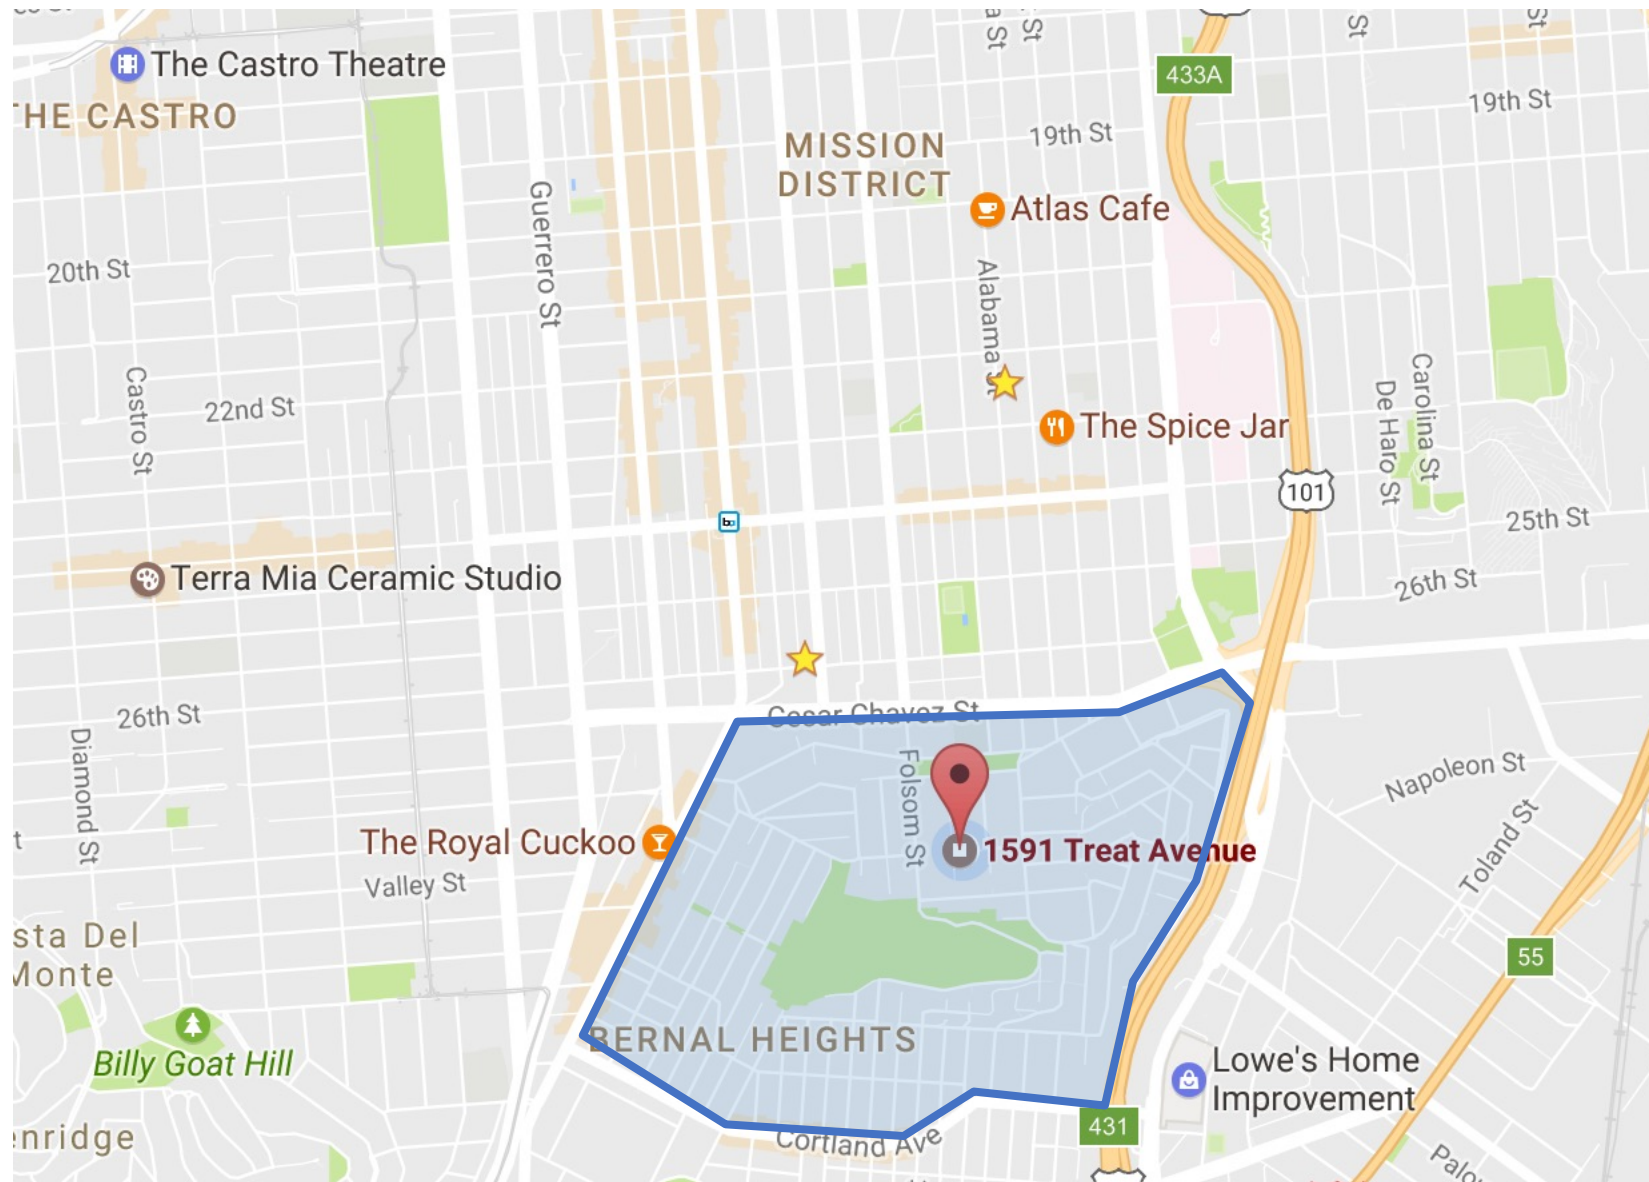 The Castro Theatre
THE CASTRO
433A
19th St
19th St
MISSION
DISTRICT
Atlas Cafe
Guerrero St
20th St
Alabama St
Castro St
22nd St
The Spice Jar
De Haro St
Carolina St
101
25th St
Terra Mia Ceramic Studio
26th St
26th St
Cesar Chavez St
Diamond St
Folsom St
Napoleon St
Toland St
The Royal Cuckoo
1591 Treat Avenue
Valley St
sta Del
Monte
55
BERNAL HEIGHTS
Billy Goat Hill
Lowe's Home
Improvement
431
Cortland Ave
enridge
Palou